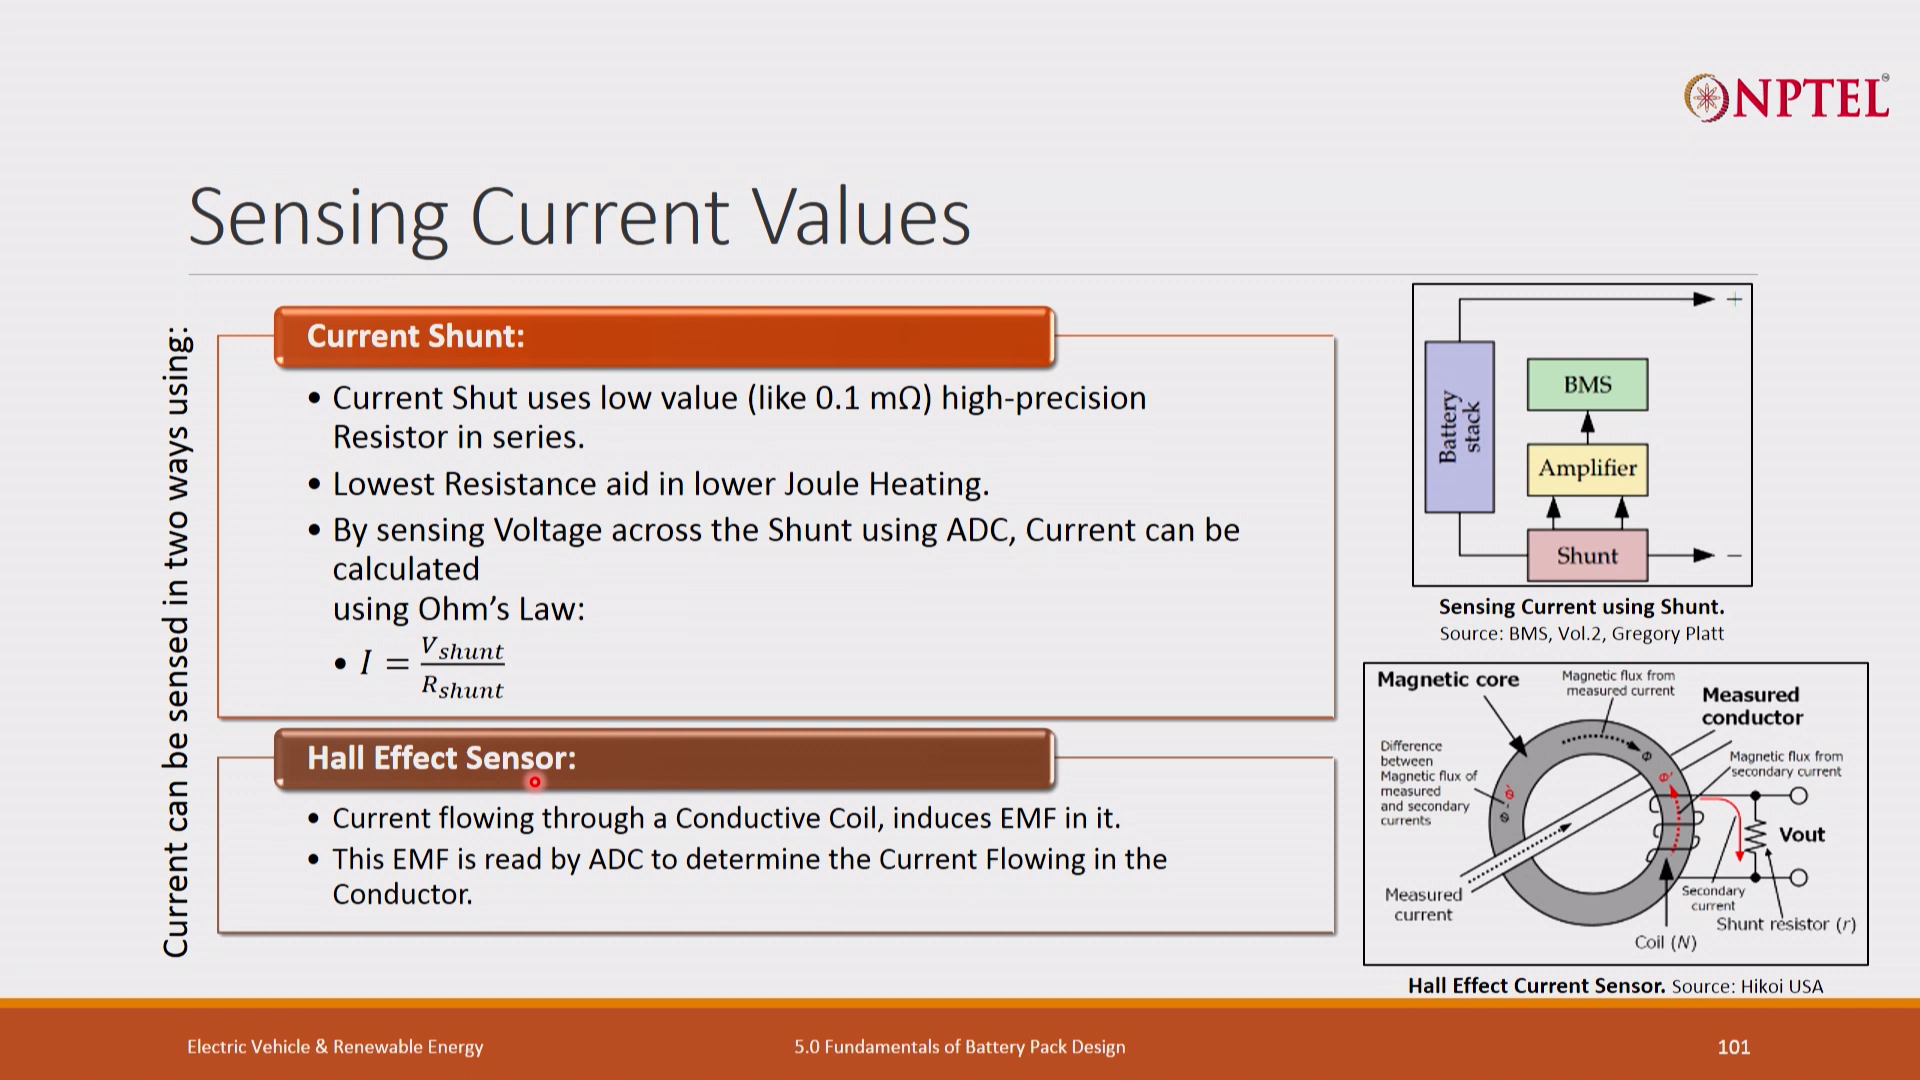 NPTEL
Sensing Current Values
Current can be sensed in two ways using:
Current Shunt:
• Current Shut uses low value (like 0.1 mΩ) high-precision
Resistor in series.
• Lowest Resistance aid in lower Joule Heating.
• By sensing Voltage across the Shunt using ADC, Current can be
calculated
using Ohm's Law:
• I = V_shunt / R_shunt
Hall Effect Sensor:
• Current flowing through a Conductive Coil, induces EMF in it.
• This EMF is read by ADC to determine the Current Flowing in the
Conductor.
+
Battery
stack
BMS
Amplifier
Shunt
−
Sensing Current using Shunt.
Source: BMS, Vol.2, Gregory Platt
Magnetic core
Magnetic flux from
measured current
Measured
conductor
Difference
between
Magnetic flux of
measured
and secondary
currents
Magnetic flux from
secondary current
Φ
Φ'
Φ - Φ'
Vout
Measured
current
Secondary
current
Shunt resistor (r)
Coil (N)
Hall Effect Current Sensor. Source: Hikoi USA
Electric Vehicle & Renewable Energy
5.0 Fundamentals of Battery Pack Design
101